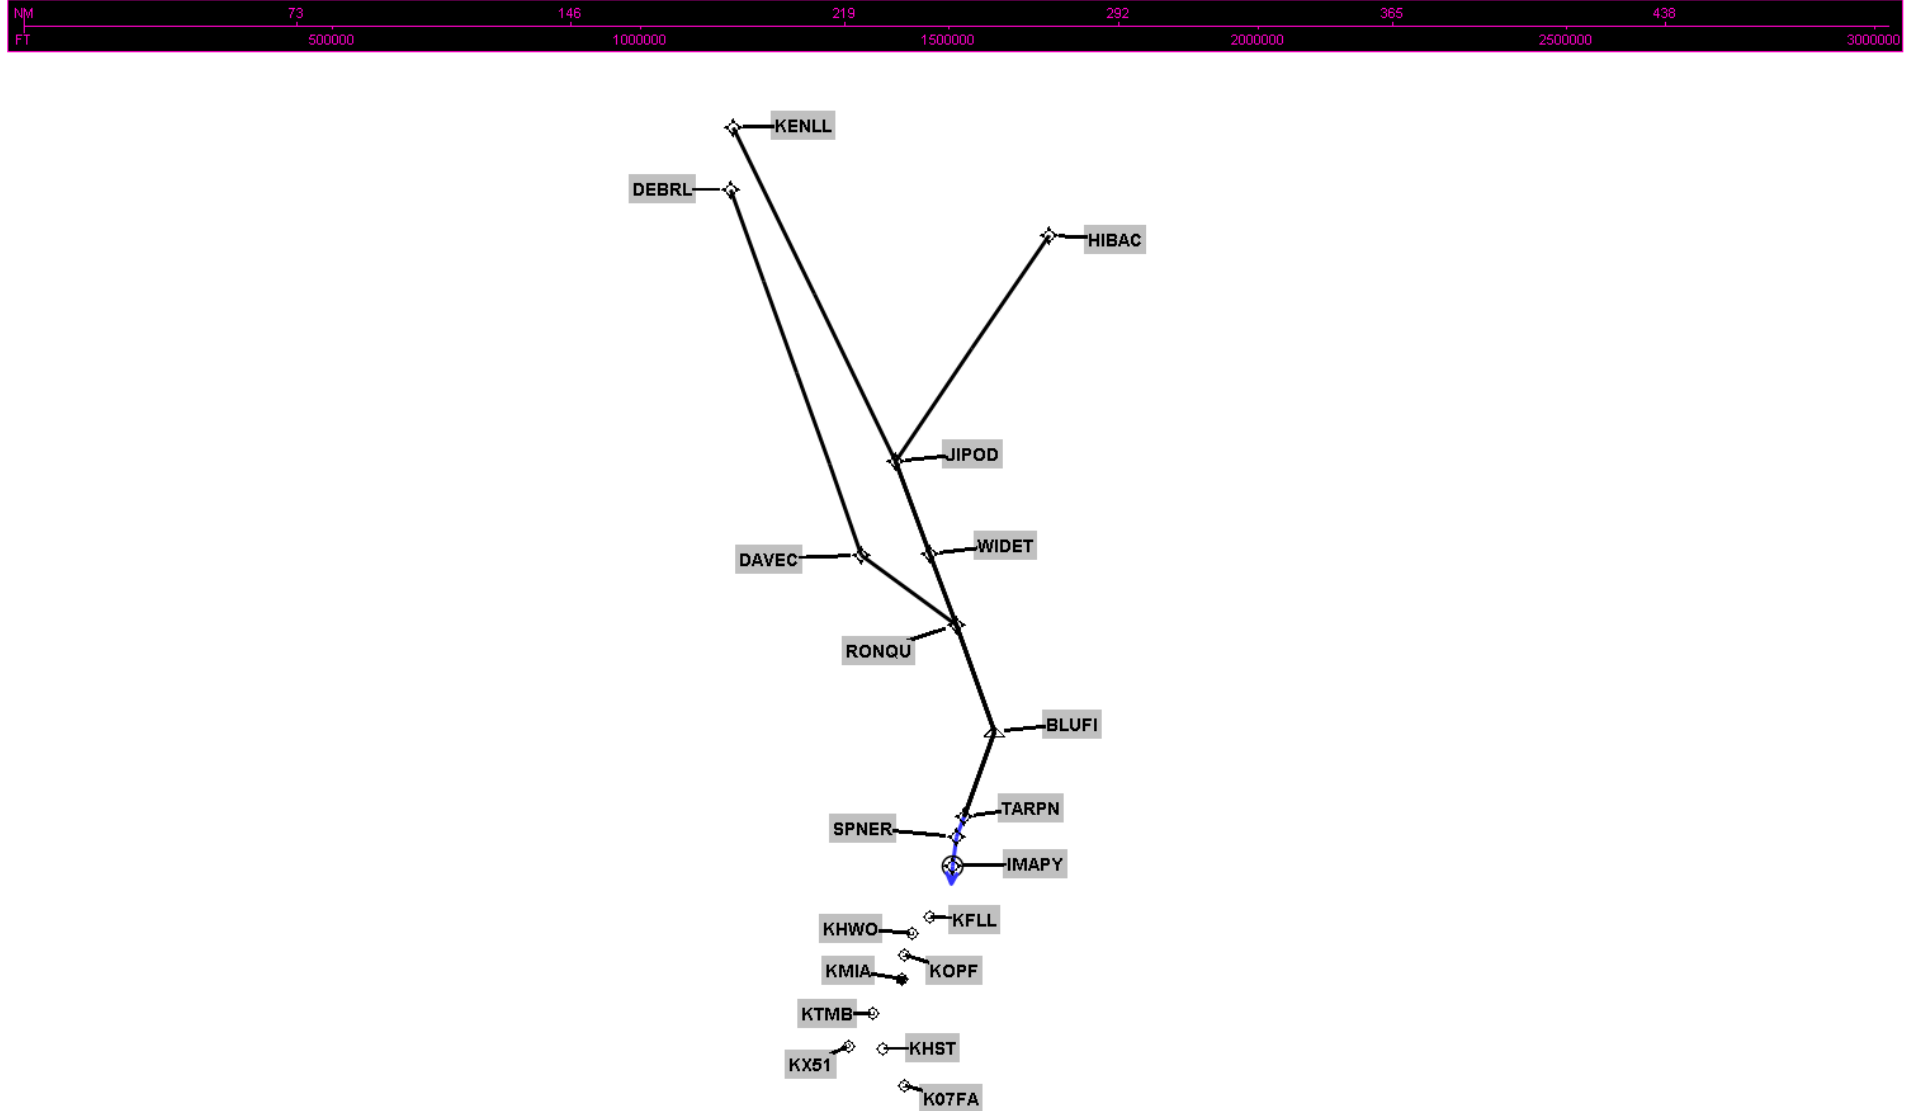 NM 73 146 219 292 365 438
FT 500000 1000000 1500000 2000000 2500000 3000000
KENLL
DEBRL
HIBAC
JIPOD
WIDET
DAVEC
RONQU
BLUFI
TARPN
SPNER
IMAPY
KFLL
KHWO
KMIA
KOPF
KTMB
KHST
KX51
K07FA